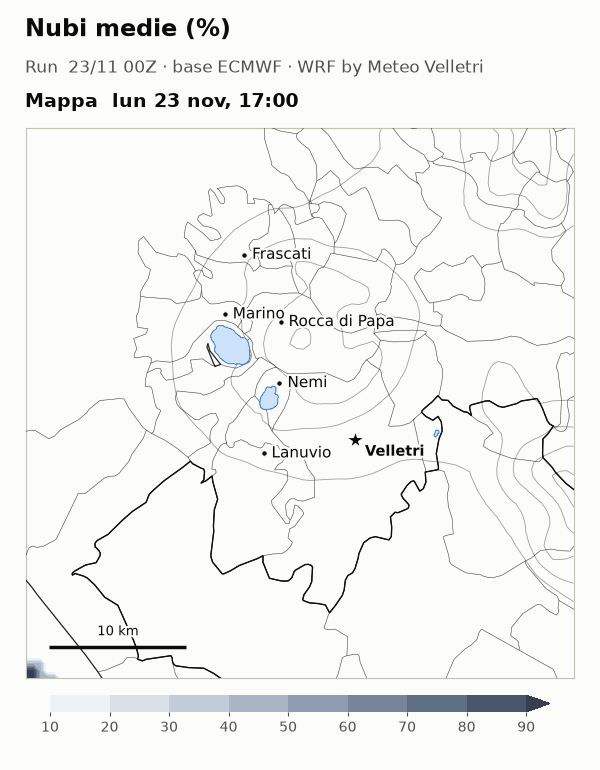 Nubi medie (%)
Run  23/11 00Z · base ECMWF · WRF by Meteo Velletri
Mappa  lun 23 nov, 17:00
Frascati
Marino
Rocca di Papa
Nemi
Lanuvio
Velletri
10 km
10 20 30 40 50 60 70 80 90